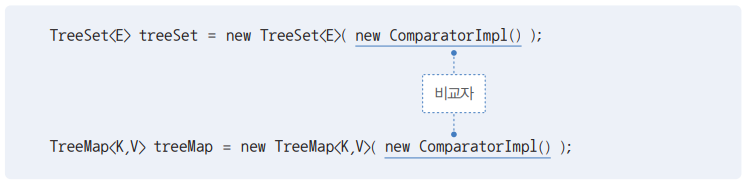 TreeSet<E> treeSet = new TreeSet<E>( new ComparatorImpl() );
비교자
TreeMap<K,V> treeMap = new TreeMap<K,V>( new ComparatorImpl() );